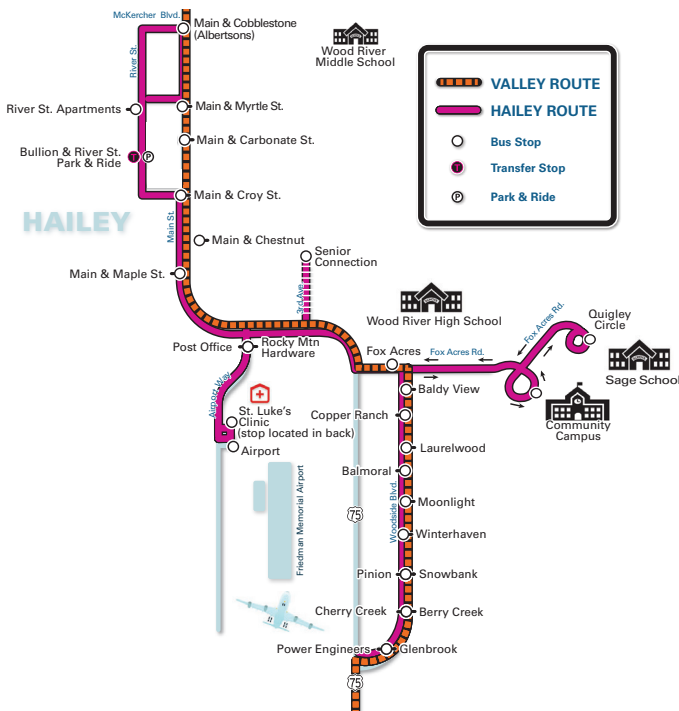 McKercher Blvd.
Main & Cobblestone
(Albertsons)
Wood River
Middle School
River St.
VALLEY ROUTE
HAILEY ROUTE
Bus Stop
T
Transfer Stop
P
Park & Ride
River St. Apartments
Main & Myrtle St.
Main & Carbonate St.
Bullion & River St.
Park & Ride
T
P
Main & Croy St.
HAILEY
Main St.
Main & Chestnut
Senior
Connection
Main & Maple St.
3rd Ave.
Wood River High School
Quigley
Circle
Fox Acres Rd.
Post Office
Rocky Mtn
Hardware
Fox Acres
Fox Acres Rd.
Sage School
Airport Way
Baldy View
St. Luke's
Clinic
(stop located in back)
Copper Ranch
Community
Campus
Airport
Laurelwood
Balmoral
Friedman Memorial Airport
75
Woodside Blvd.
Moonlight
Winterhaven
Pinion
Snowbank
Cherry Creek
Berry Creek
Power Engineers
Glenbrook
75